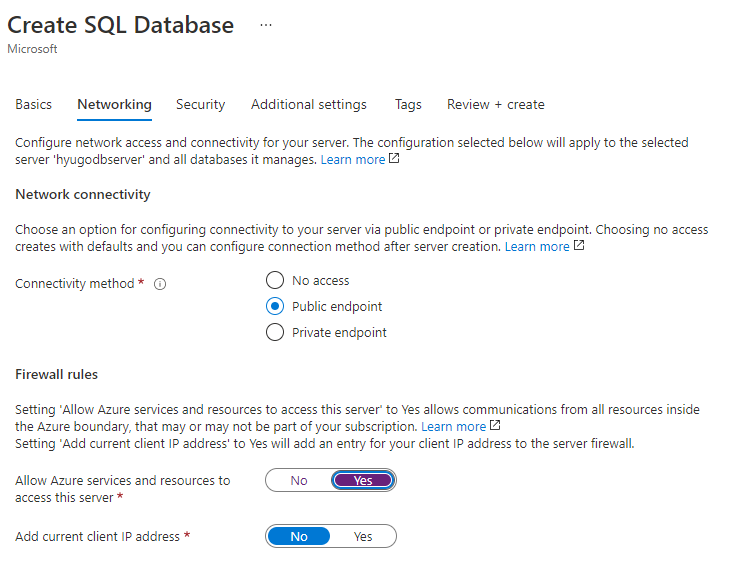 Create SQL Database ...
Microsoft
Basics Networking Security Additional settings Tags Review + create
Configure network access and connectivity for your server. The configuration selected below will apply to the selected
server 'hyugodbserver' and all databases it manages. Learn more
Network connectivity
Choose an option for configuring connectivity to your server via public endpoint or private endpoint. Choosing no access
creates with defaults and you can configure connection method after server creation. Learn more
Connectivity method *
No access
Public endpoint
Private endpoint
Firewall rules
Setting 'Allow Azure services and resources to access this server' to Yes allows communications from all resources inside
the Azure boundary, that may or may not be part of your subscription. Learn more
Setting 'Add current client IP address' to Yes will add an entry for your client IP address to the server firewall.
Allow Azure services and resources to
access this server *
No Yes
Add current client IP address *
No Yes